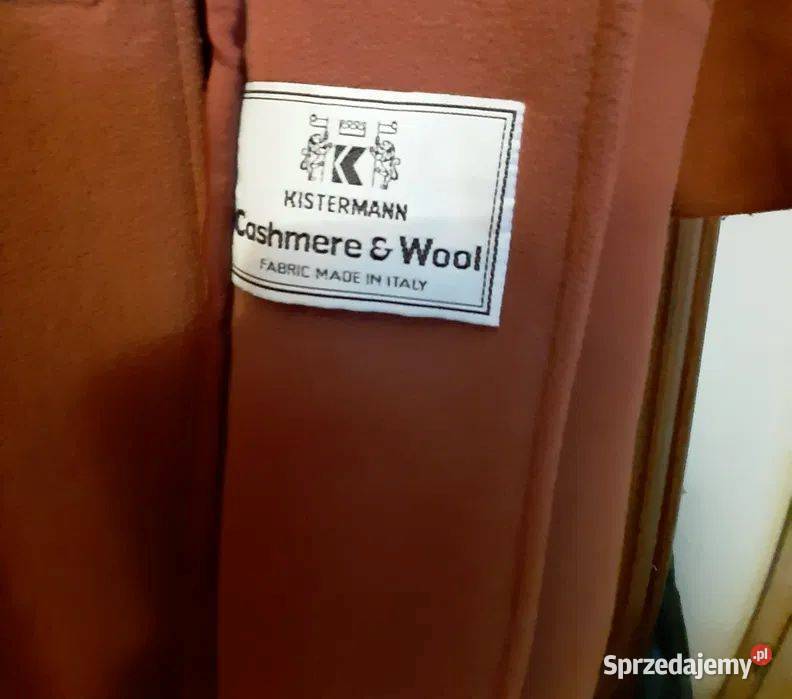 K
KISTERMANN
Cashmere & Wool
FABRIC MADE IN ITALY
Sprzedajemy.pl